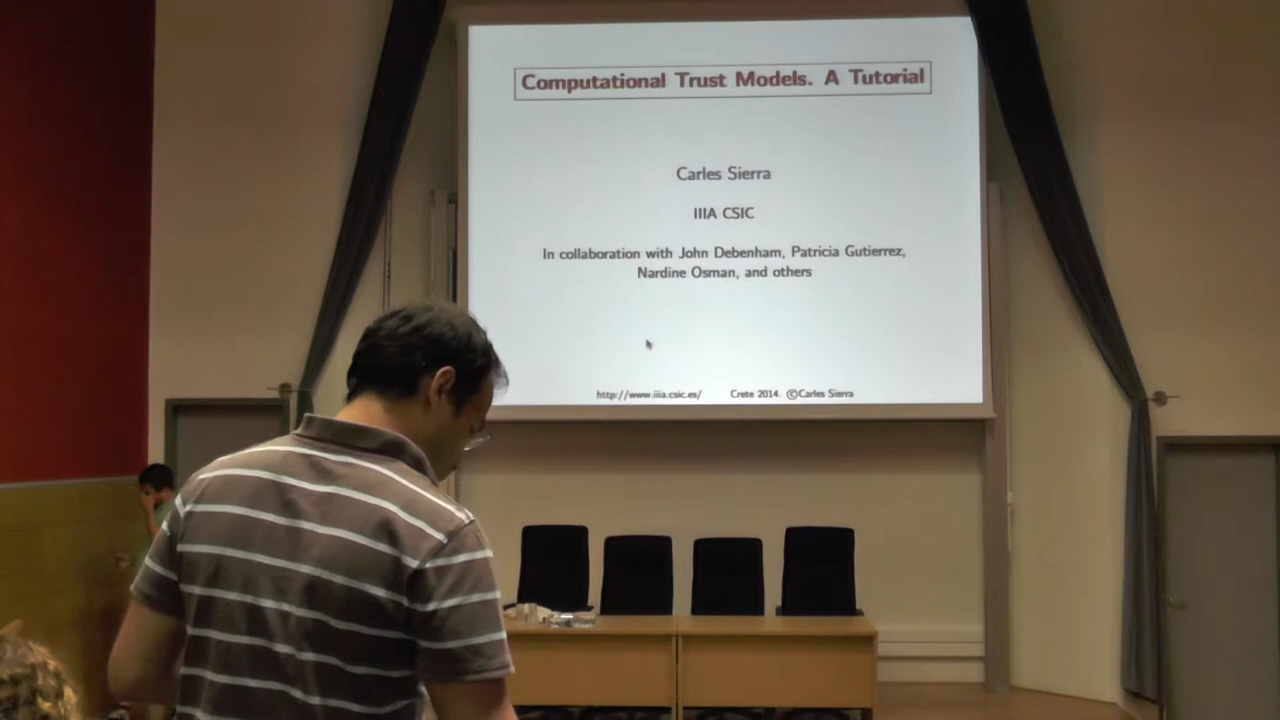 Computational Trust Models. A Tutorial
Carles Sierra
IIIA CSIC
In collaboration with John Debenham, Patricia Gutierrez,
Nardine Osman, and others
http://www.iiia.csic.es/ Crete 2014. ©Carles Sierra